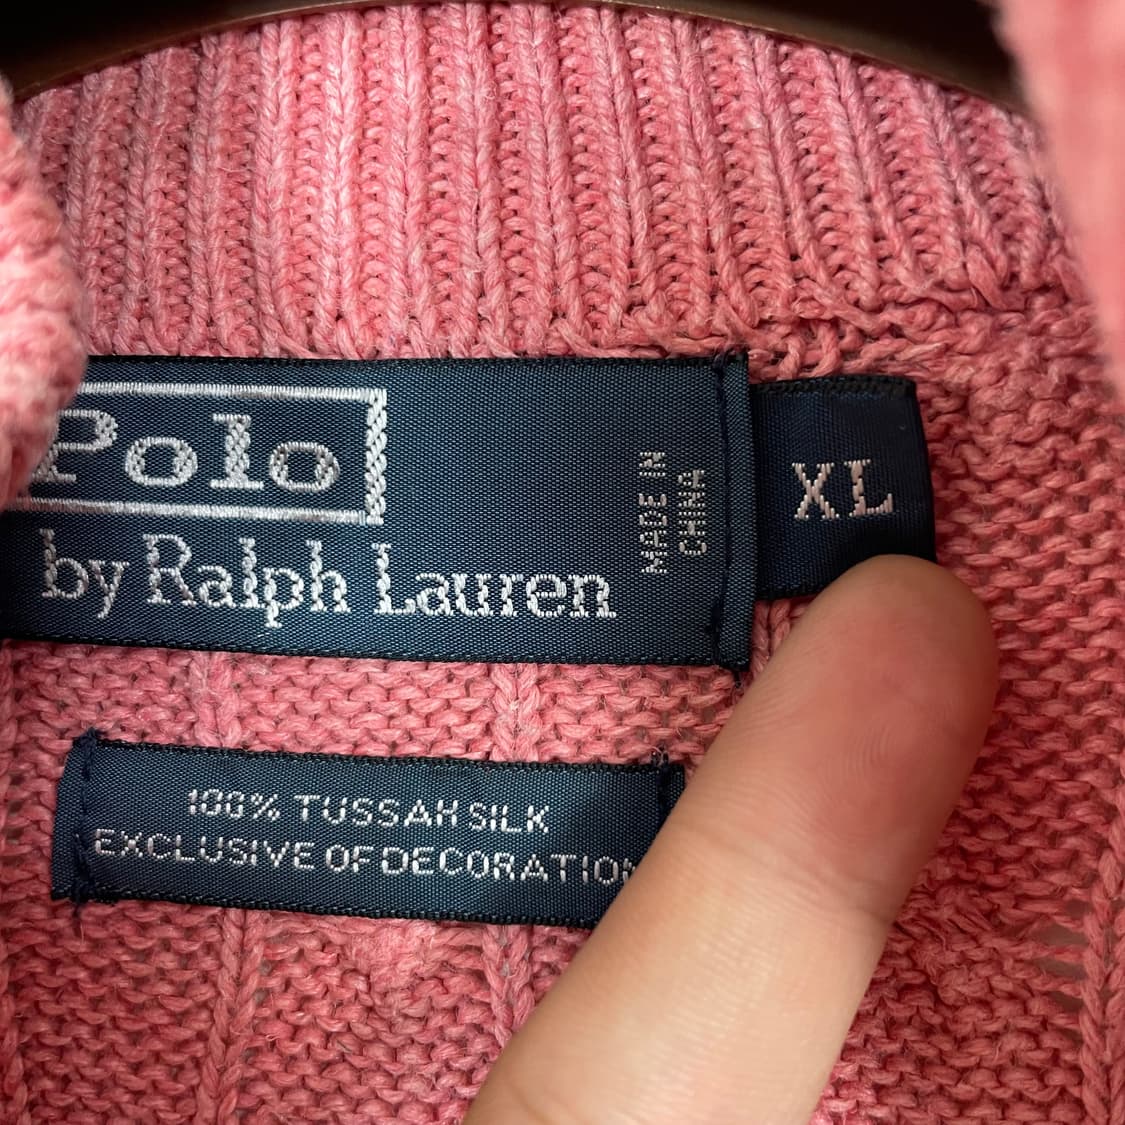 Polo
by Ralph Lauren
MADE IN
CHINA
XL
100% TUSSAH SILK
EXCLUSIVE OF DECORATION